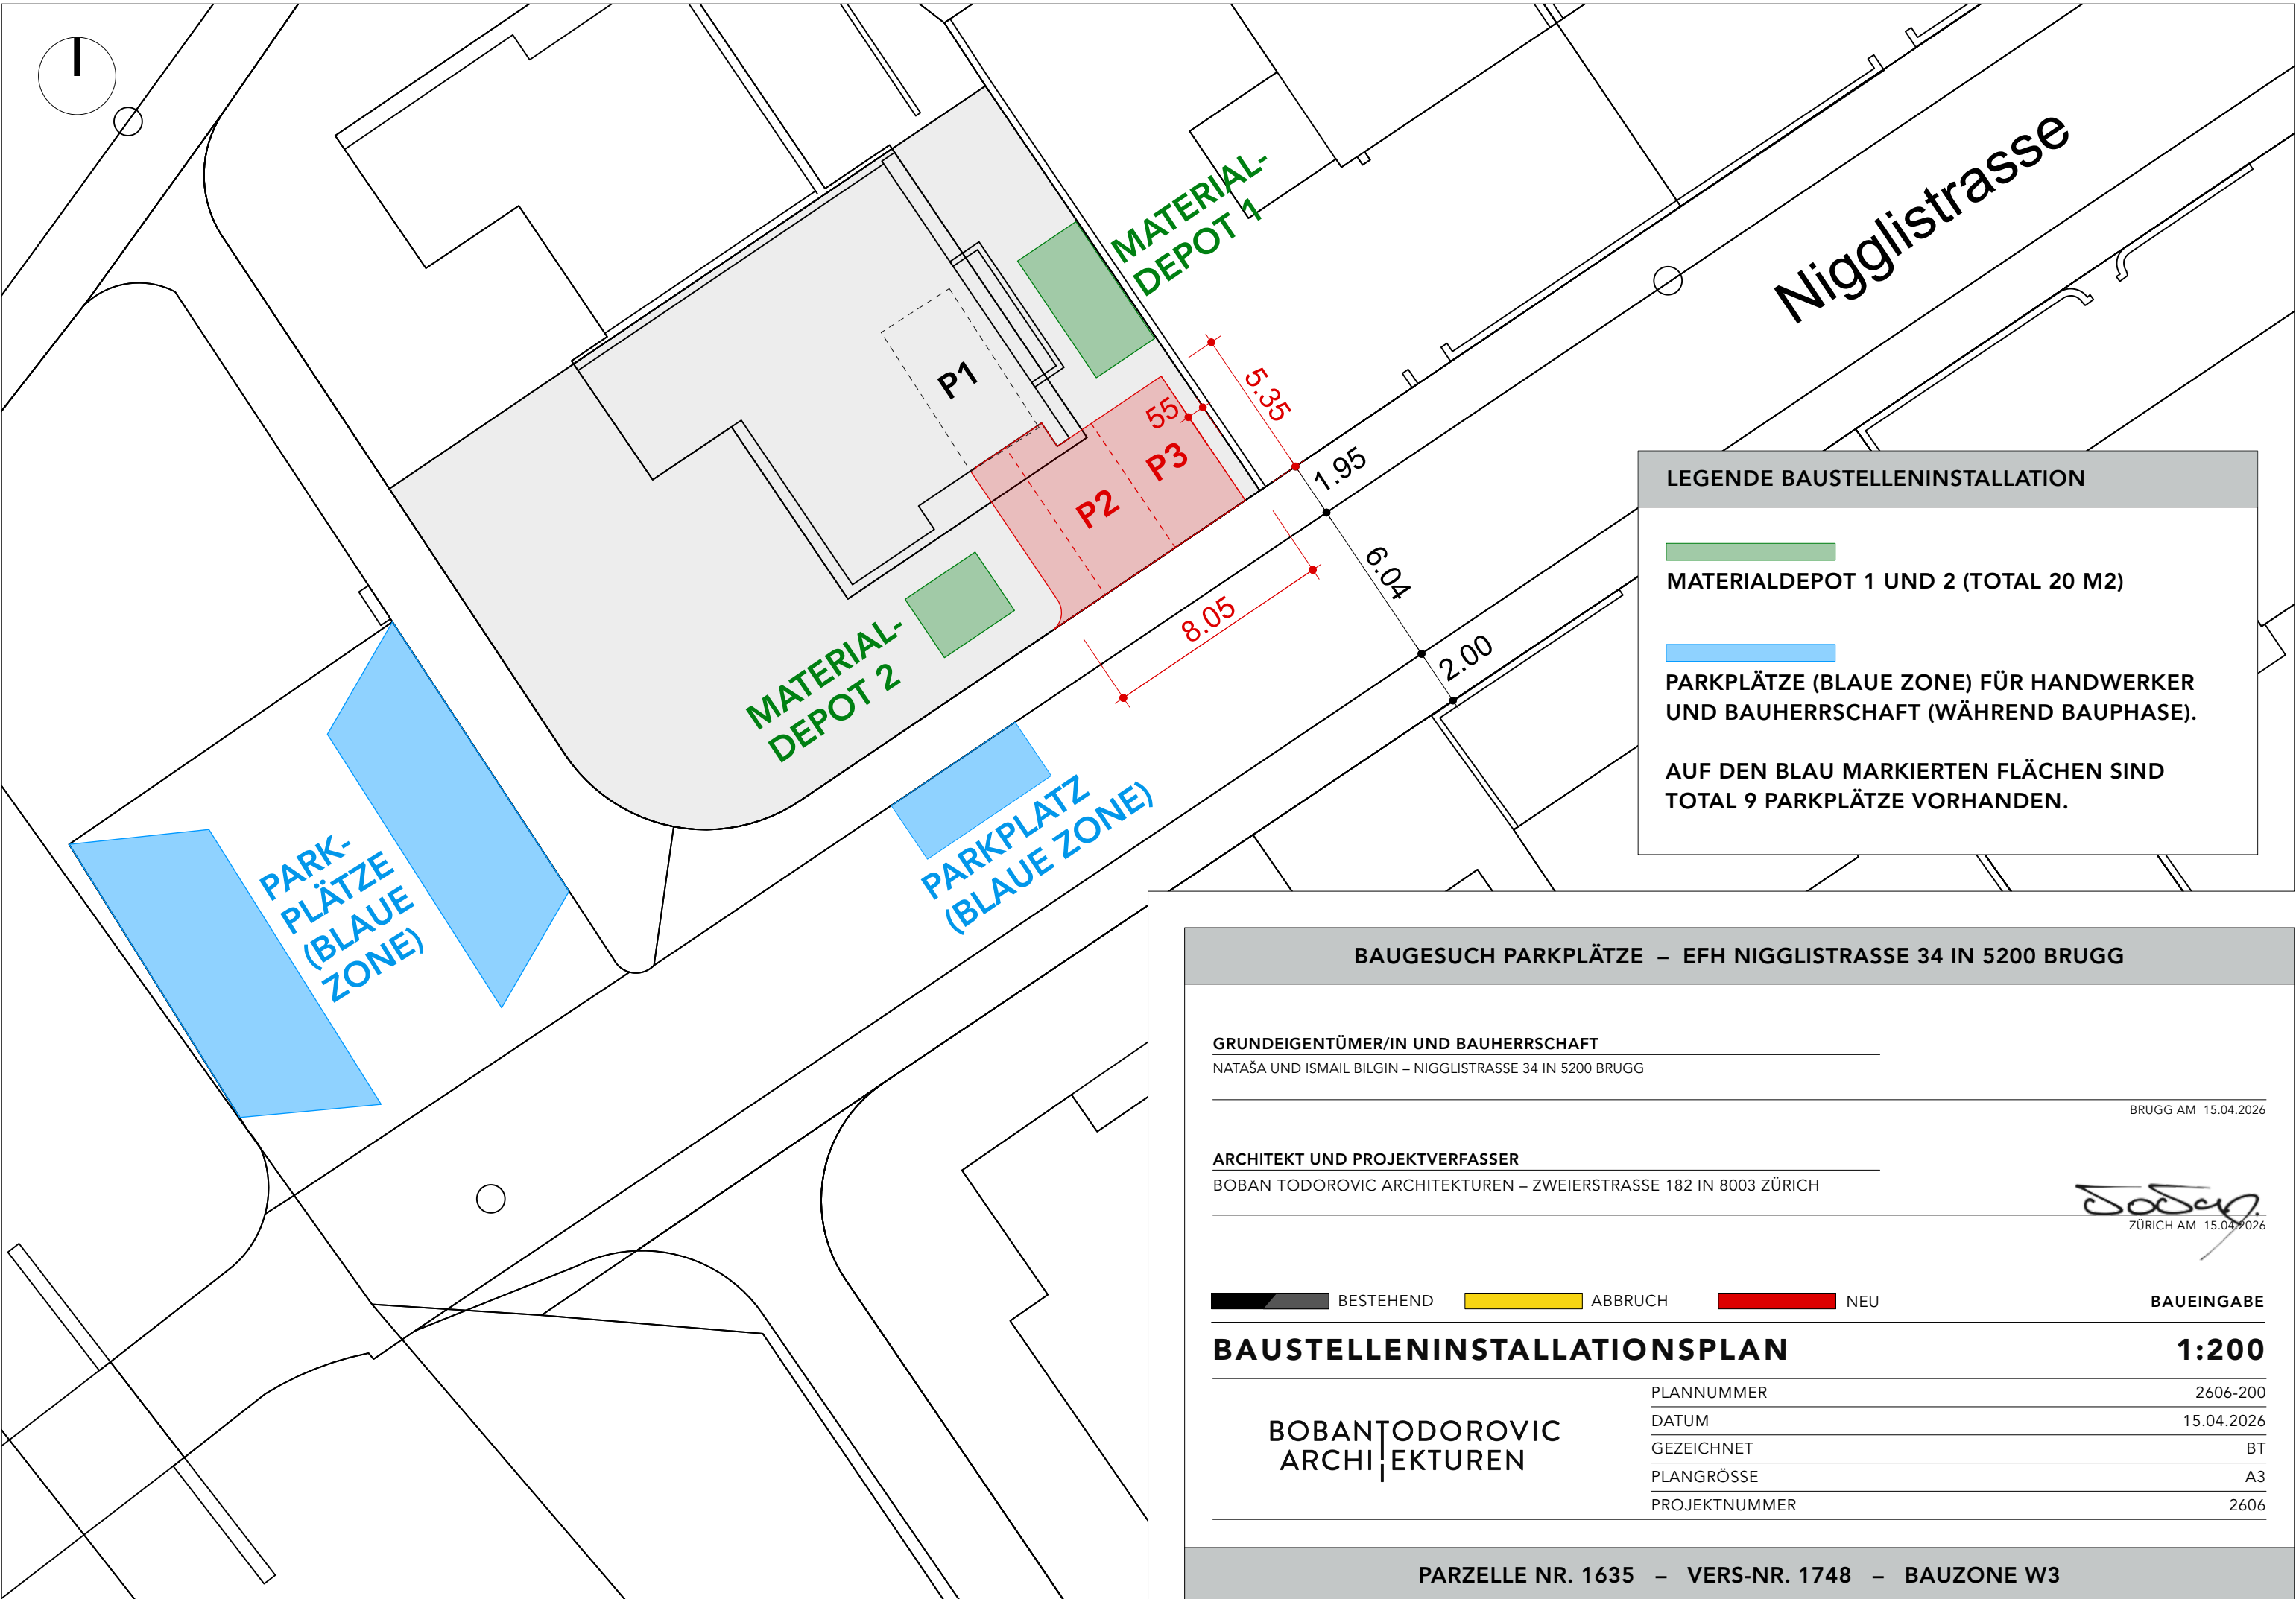 Nigglistrasse
MATERIAL-
DEPOT 1
P1
P2
P3
55
5.35
1.95
6.04
2.00
8.05
MATERIAL-
DEPOT 2
PARK-
PLÄTZE
(BLAUE
ZONE)
PARKPLATZ
(BLAUE ZONE)
LEGENDE BAUSTELLENINSTALLATION
MATERIALDEPOT 1 UND 2 (TOTAL 20 M2)
PARKPLÄTZE (BLAUE ZONE) FÜR HANDWERKER
UND BAUHERRSCHAFT (WÄHREND BAUPHASE).
AUF DEN BLAU MARKIERTEN FLÄCHEN SIND
TOTAL 9 PARKPLÄTZE VORHANDEN.
BAUGESUCH PARKPLÄTZE – EFH NIGGLISTRASSE 34 IN 5200 BRUGG
GRUNDEIGENTÜMER/IN UND BAUHERRSCHAFT
NATAŠA UND ISMAIL BILGIN – NIGGLISTRASSE 34 IN 5200 BRUGG
BRUGG AM 15.04.2026
ARCHITEKT UND PROJEKTVERFASSER
BOBAN TODOROVIC ARCHITEKTUREN – ZWEIERSTRASSE 182 IN 8003 ZÜRICH
ZÜRICH AM 15.04.2026
BESTEHEND ABBRUCH NEU BAUEINGABE
BAUSTELLENINSTALLATIONSPLAN 1:200
PLANNUMMER 2606-200
DATUM 15.04.2026
GEZEICHNET BT
PLANGRÖSSE A3
PROJEKTNUMMER 2606
BOBANTODOROVIC
ARCHITEKTUREN
PARZELLE NR. 1635 – VERS-NR. 1748 – BAUZONE W3